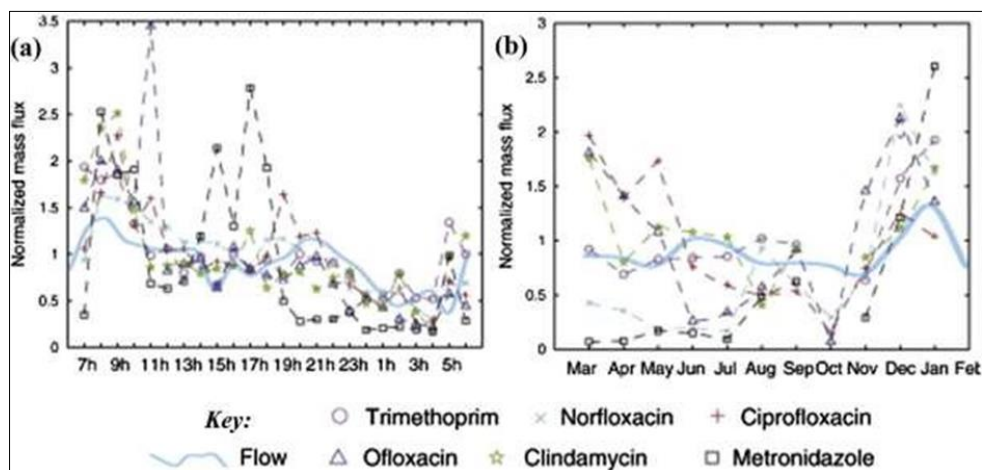 (a)
Normalized mass flux
3.5
3
2.5
2
1.5
1
0.5
0
7h 9h 11h 13h 15h 17h 19h 21h 23h 1h 3h 5h
(b)
Normalized mass flux
3
2.5
2
1.5
1
0.5
0
Mar Apr May Jun Jul Aug Sep Oct Nov Dec Jan Feb
Key: Trimethoprim Norfloxacin Ciprofloxacin
Flow Ofloxacin Clindamycin Metronidazole